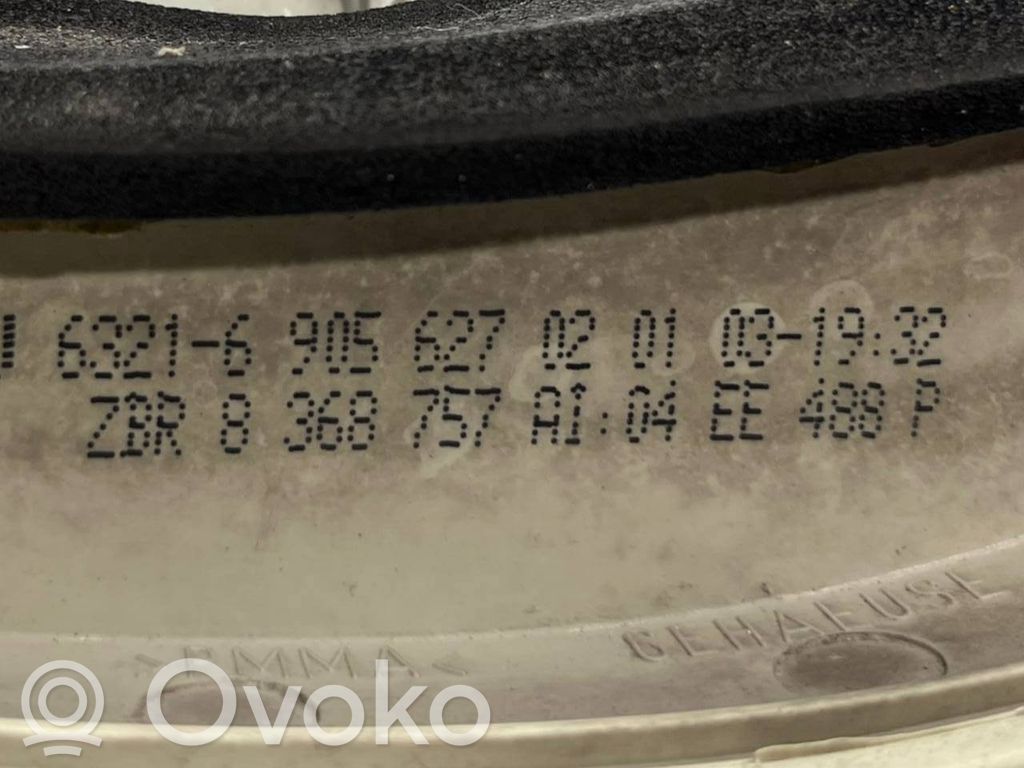 6321-6 905 627 02 01 03-19:32
ZBR 8 368 757 AI:04 EE 488 P
GEHAEUSE
>PMMA<
Ovoko